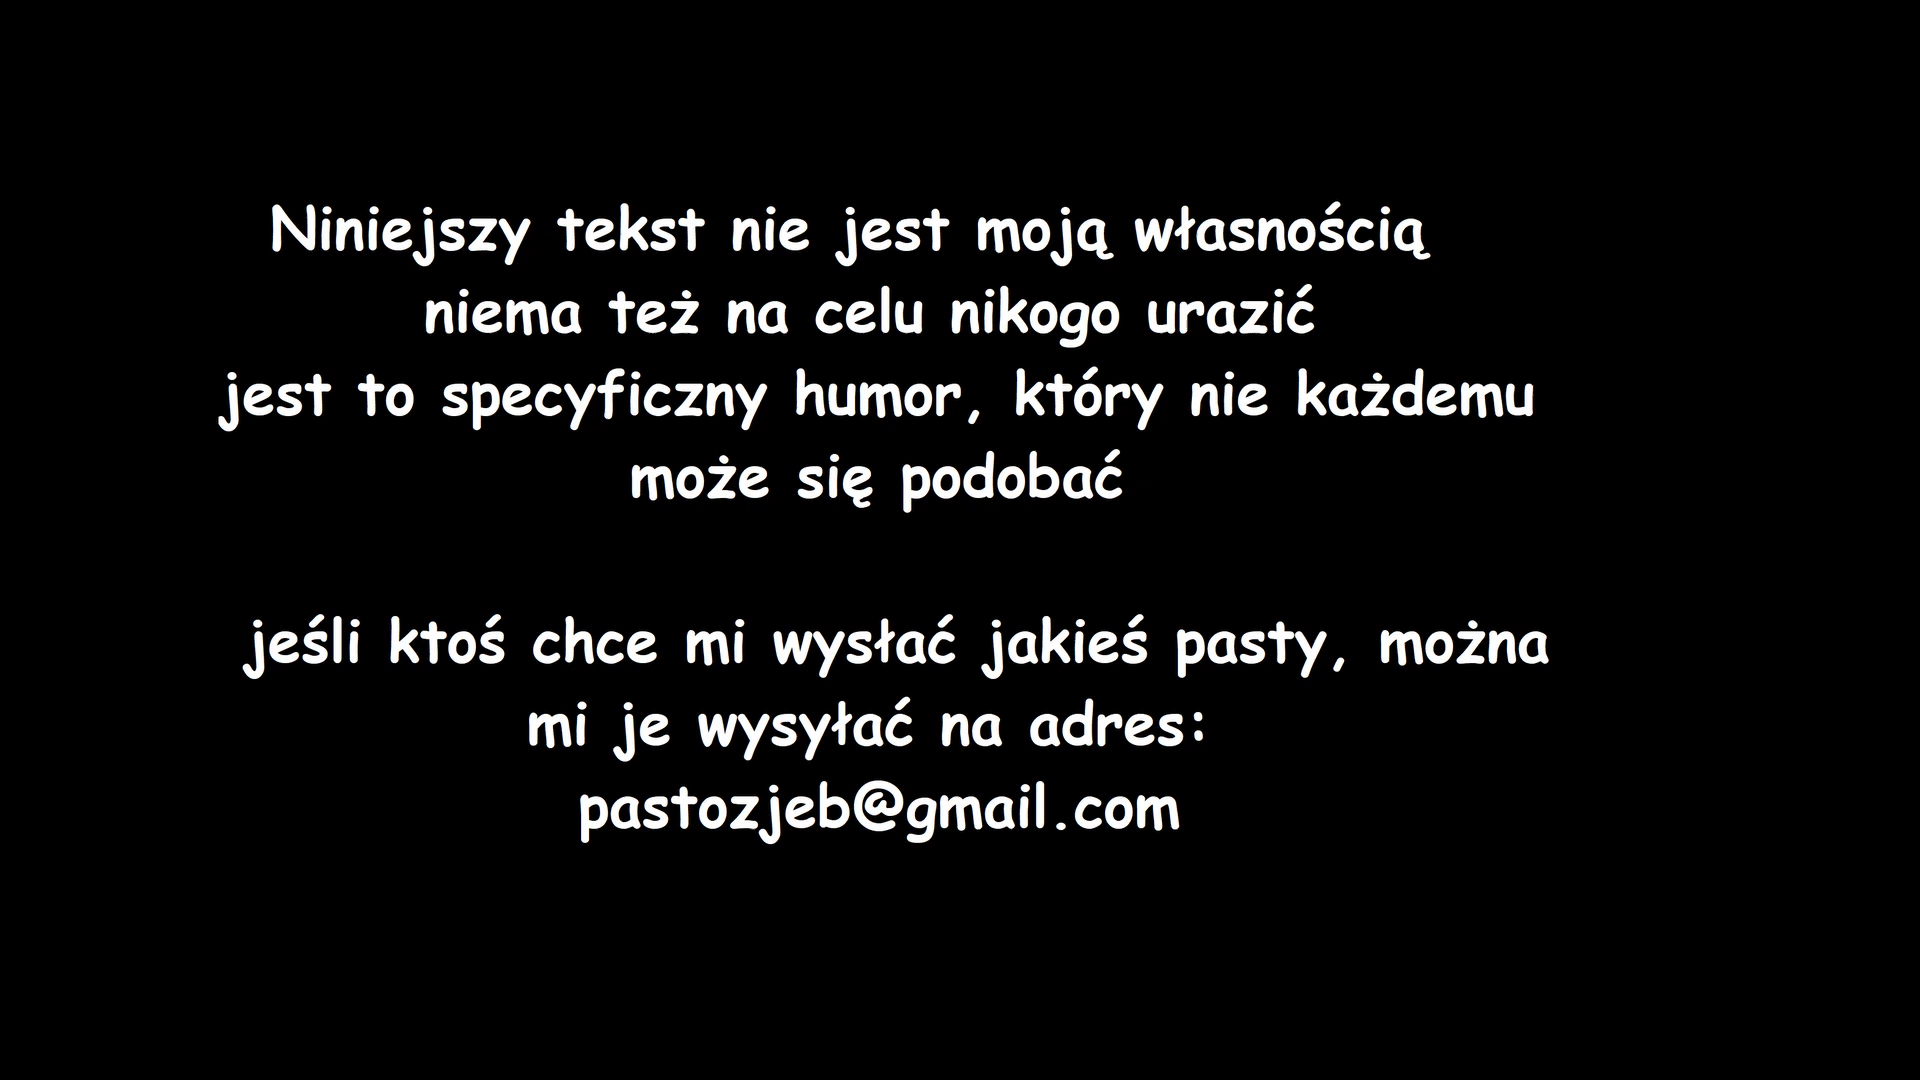 Niniejszy tekst nie jest moją własnością
niema też na celu nikogo urazić
jest to specyficzny humor, który nie każdemu
może się podobać
jeśli ktoś chce mi wysłać jakieś pasty, można
mi je wysyłać na adres:
pastozjeb@gmail.com